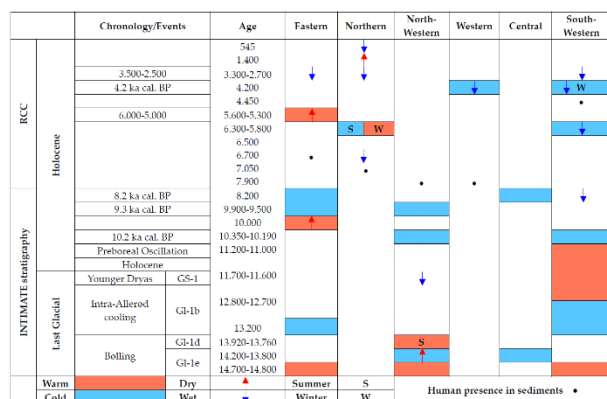 Chronology/Events Age Eastern Northern North-Western Western Central South-Western
RCC
Holocene
INTIMATE stratigraphy
Last Glacial
545
1.400
3.500-2.500 3.300-2.700
4.2 ka cal. BP 4.200 W
4.450
6.000-5.000 5.600-5.300
6.300-5.800 S W
6.500
6.700
7.050
7.900
8.2 ka cal. BP 8.200
9.3 ka cal. BP 9.900-9.500
10.000
10.2 ka cal. BP 10.350-10.190
Preboreal Oscillation 11.200-11.000
Holocene
Younger Dryas GS-1 11.700-11.600
Intra-Allerød cooling GI-1b 12.800-12.700
13.200
Bølling GI-1d 13.920-13.760 S
GI-1e 14.200-13.800
14.700-14.800
Warm Dry Summer S Human presence in sediments
Cold Wet Winter W